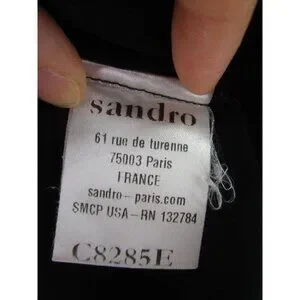 sandro
61 rue de turenne
75003 Paris
FRANCE
sandro-paris.com
SMCP USA-RN 132784
C8285E